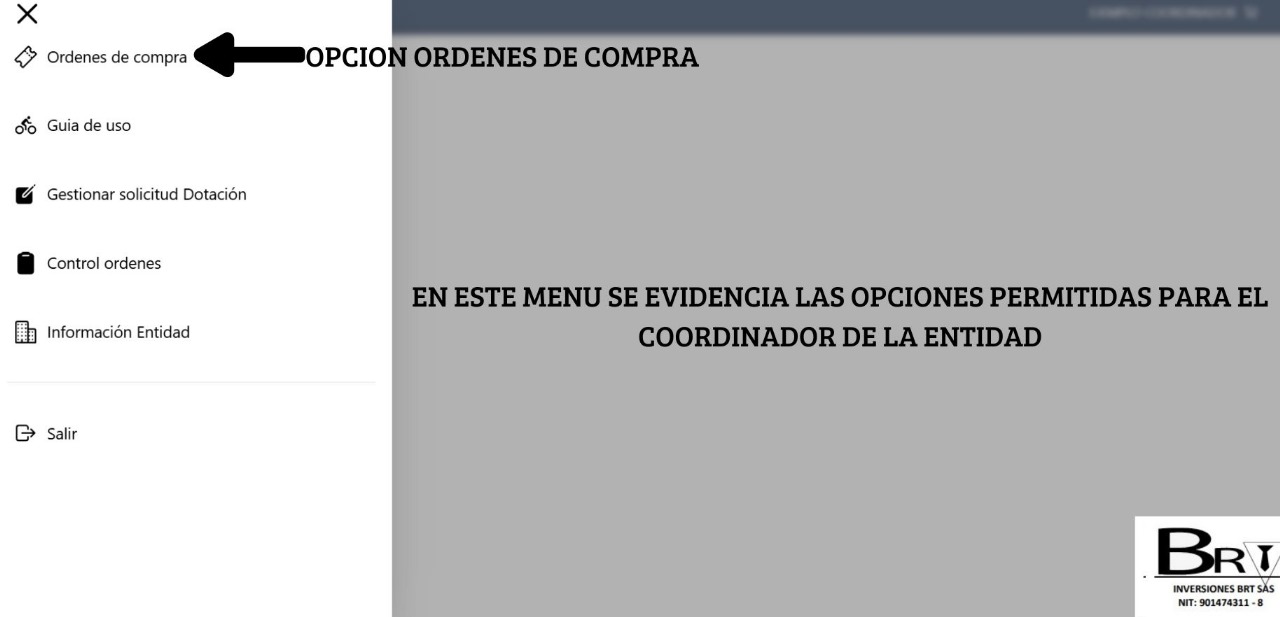 Ordenes de compra
OPCION ORDENES DE COMPRA
Guia de uso
Gestionar solicitud Dotación
Control ordenes
Información Entidad
Salir
EN ESTE MENU SE EVIDENCIA LAS OPCIONES PERMITIDAS PARA EL
COORDINADOR DE LA ENTIDAD
BRT
INVERSIONES BRT SAS
NIT: 901474311 - 8